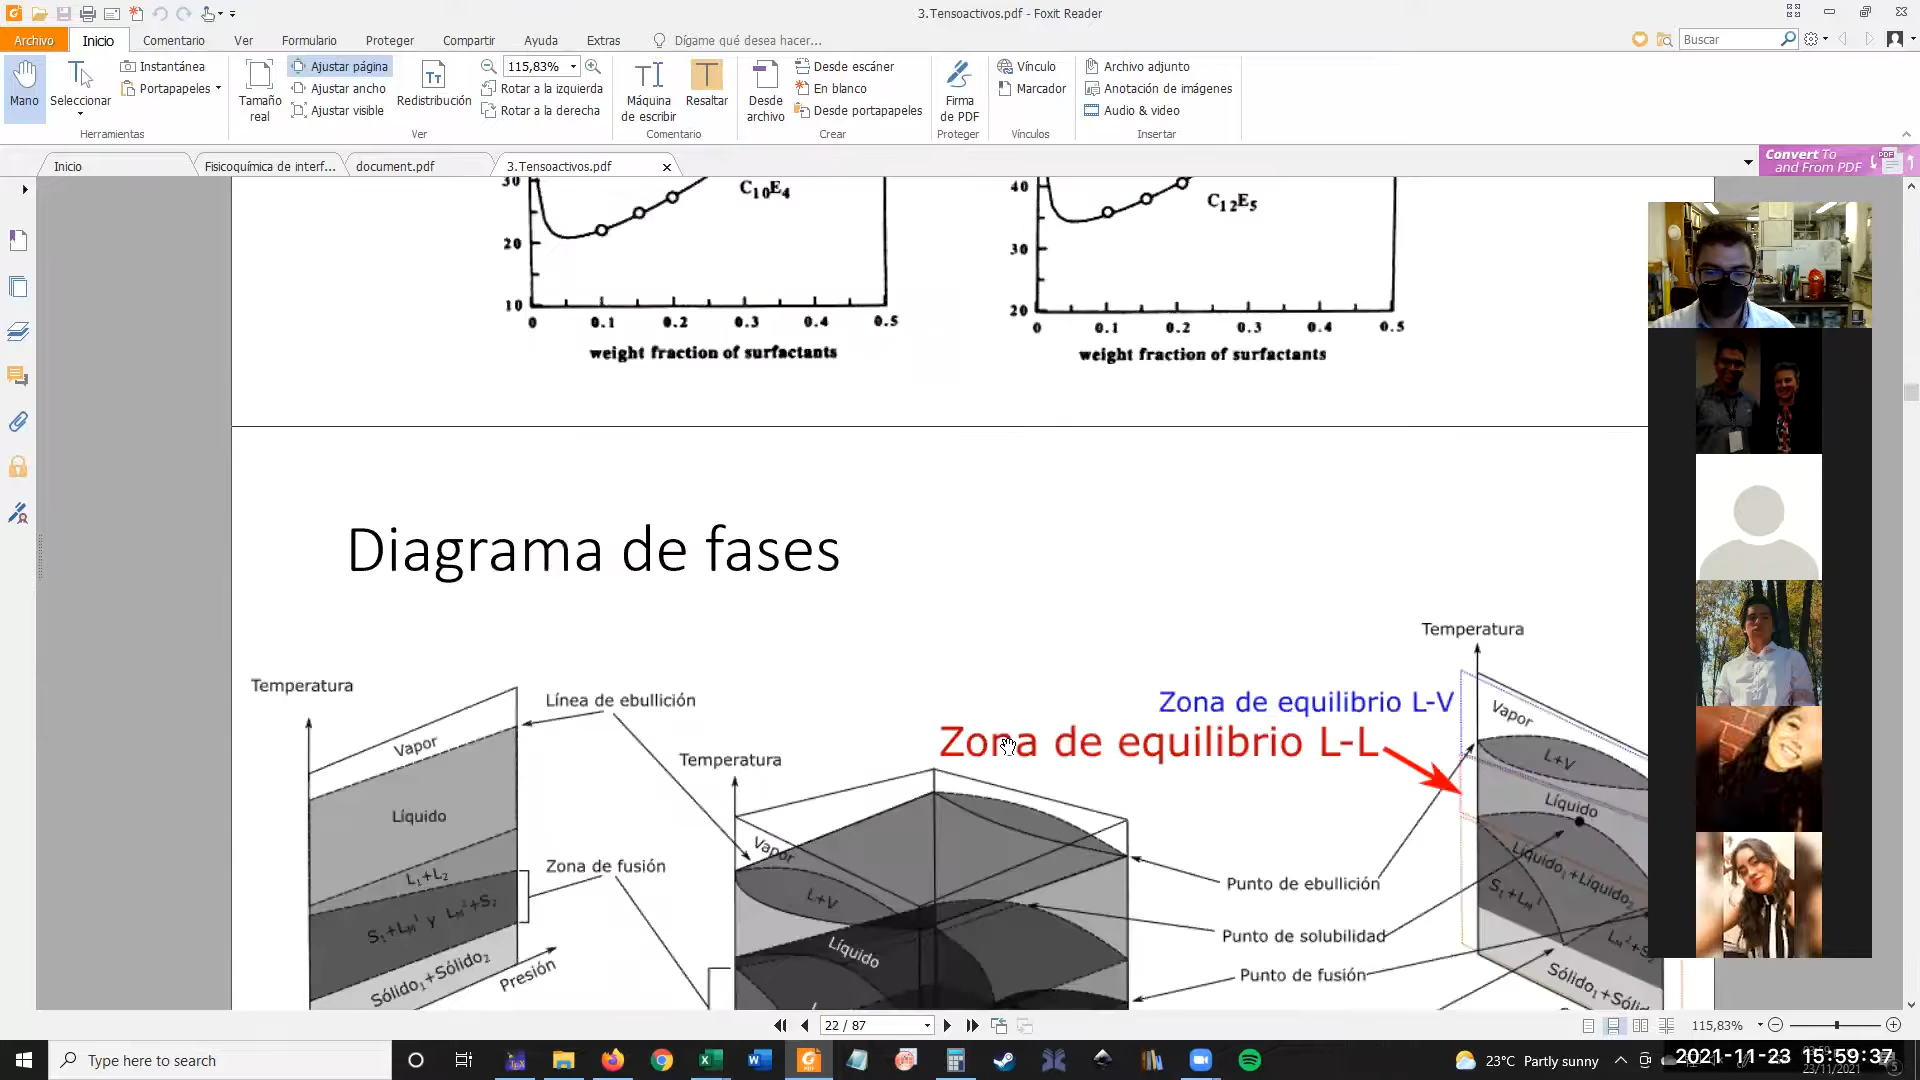 3.Tensoactivos.pdf - Foxit Reader
Archivo
Inicio
Comentario
Ver
Formulario
Proteger
Compartir
Ayuda
Extras
Dígame qué desea hacer...
Buscar
Mano
Seleccionar
Instantánea
Portapapeles
Herramientas
Tamaño real
Ajustar página
Ajustar ancho
Ajustar visible
Redistribución
115,83%
Rotar a la izquierda
Rotar a la derecha
Ver
Máquina de escribir
Resaltar
Comentario
Desde archivo
Desde escáner
En blanco
Desde portapapeles
Crear
Firma de PDF
Proteger
Vínculo
Marcador
Vínculos
Archivo adjunto
Anotación de imágenes
Audio & video
Insertar
Inicio
Fisicoquímica de interf...
document.pdf
3.Tensoactivos.pdf
Convert To
and From PDF
30
20
10
0 0.1 0.2 0.3 0.4 0.5
C10E4
weight fraction of surfactants
40
30
20
0 0.1 0.2 0.3 0.4 0.5
C12E5
weight fraction of surfactants
Diagrama de fases
Temperatura
Línea de ebullición
Vapor
Líquido
L1+L2
S1+LM1 y LM2+S2
Sólido1+Sólido2
Presión
Zona de fusión
Temperatura
Vapor
L+V
Líquido
Zona de equilibrio L-V
Zona de equilibrio L-L
Punto de ebullición
Punto de solubilidad
Punto de fusión
Temperatura
Vapor
L+V
Líquido
Líquido1+Líquido2
S1+LM1
LM2+S2
Sólido1+Sóli
22 / 87
115,83%
Type here to search
23°C Partly sunny
2021-11-23 15:59:37
23/11/2021